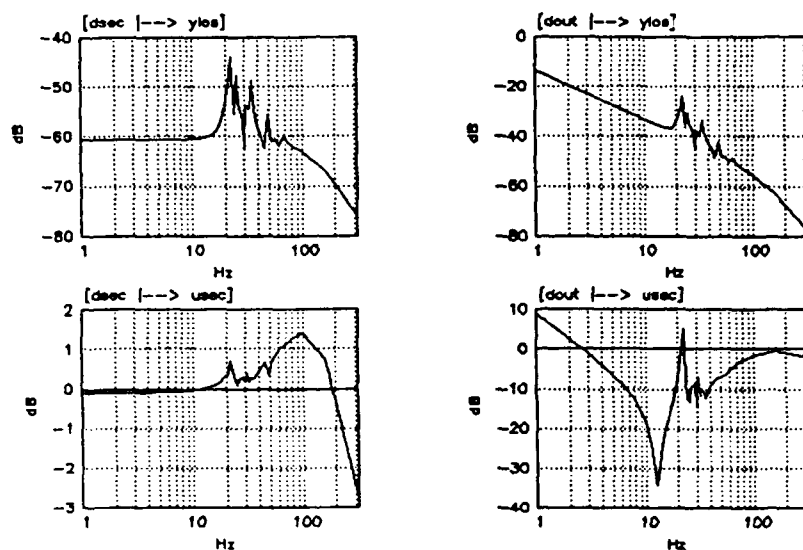 [dsec |--> ylos]
-40
-50
-60
-70
-80
dB
1
10
100
Hz
[dout |--> ylos]
0
-20
-40
-60
-80
dB
1
10
100
Hz
[dsec |--> usec]
2
1
0
-1
-2
-3
dB
1
10
100
Hz
[dout |--> usec]
10
0
-10
-20
-30
-40
dB
1
10
100
Hz